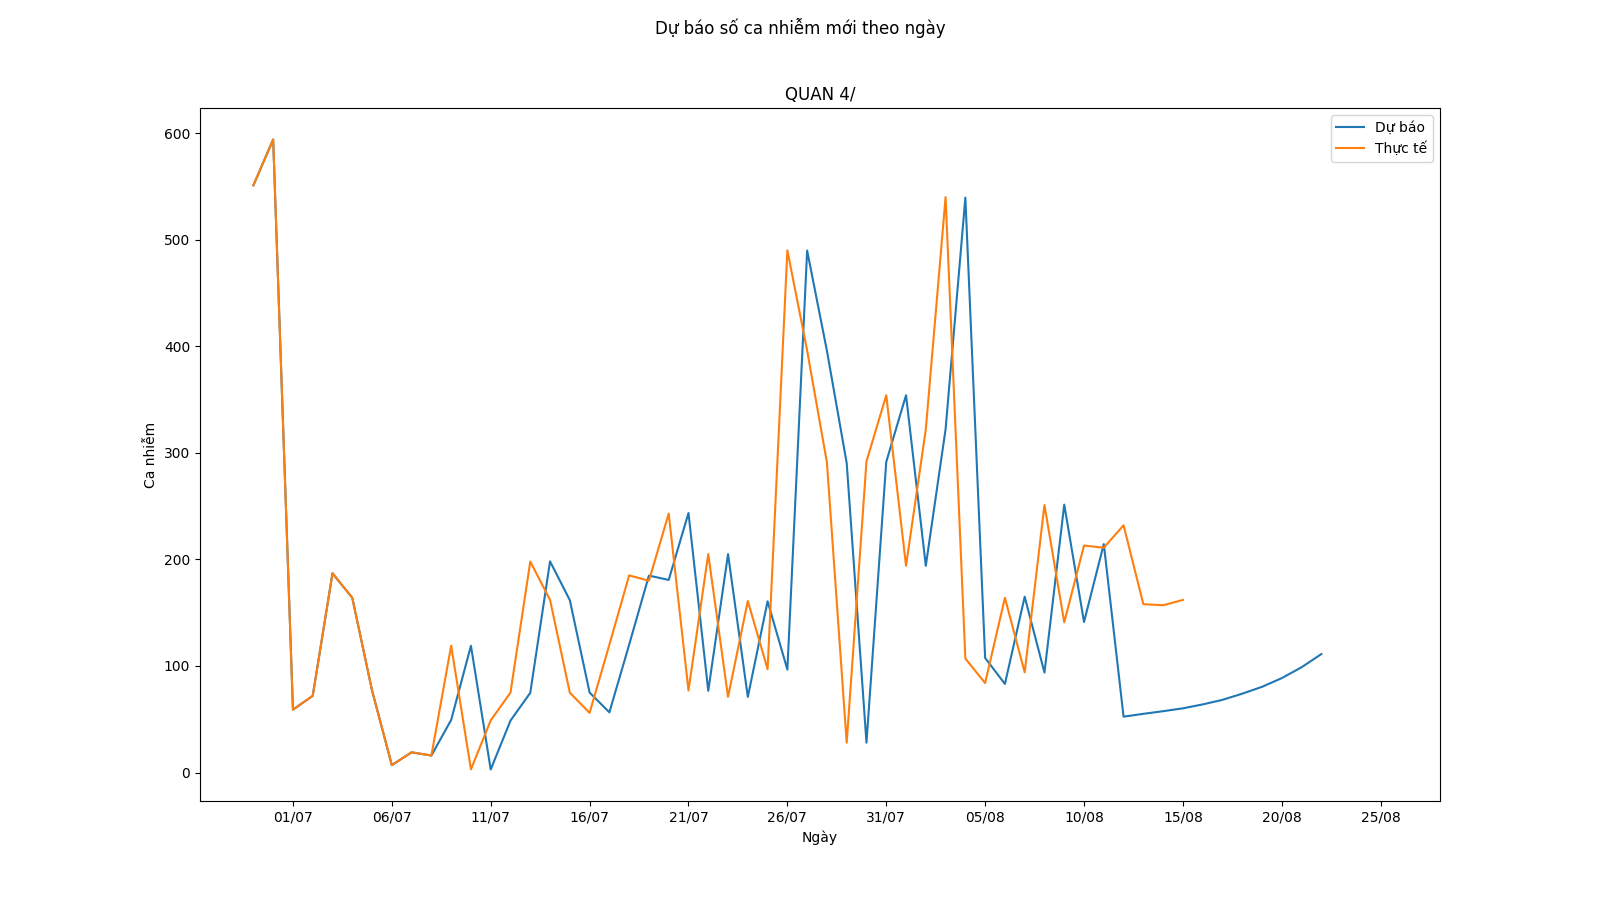 Dự báo số ca nhiễm mới theo ngày
QUAN 4/
Dự báo
Thực tế
600
500
400
300
200
100
0
Ca nhiễm
01/07 06/07 11/07 16/07 21/07 26/07 31/07 05/08 10/08 15/08 20/08 25/08
Ngày